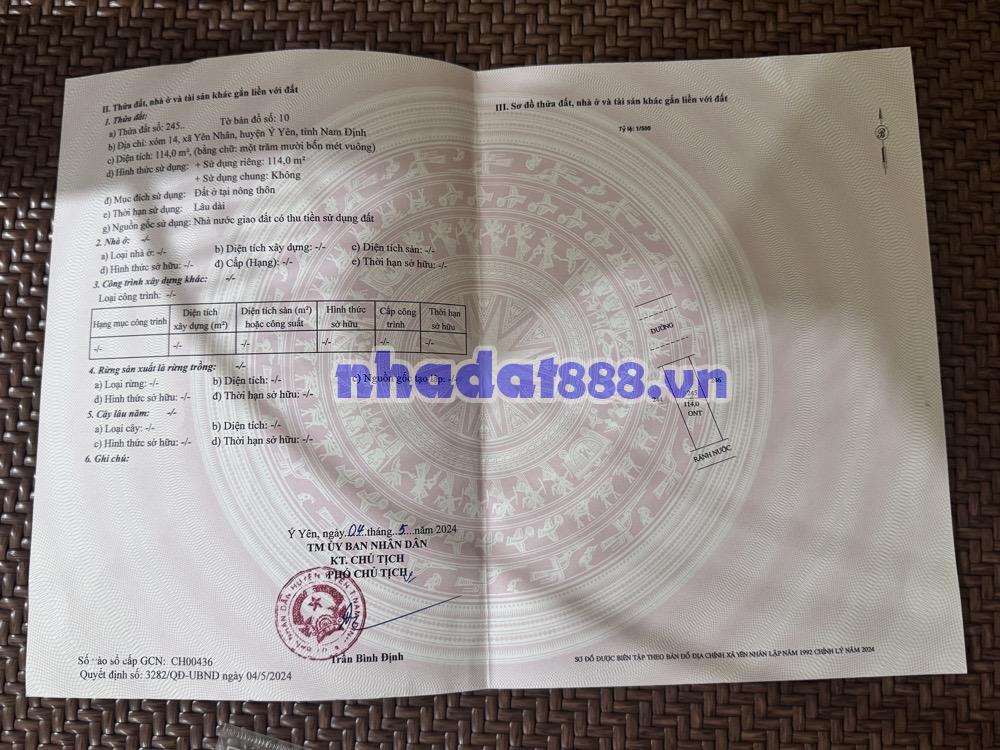 II. Thửa đất, nhà ở và tài sản khác gắn liền với đất
1. Thửa đất:
a) Thửa đất số: 245.. Tờ bản đồ số: 10
b) Địa chỉ: xóm 14, xã Yên Nhân, huyện Ý Yên, tỉnh Nam Định
c) Diện tích: 114,0 m², (bằng chữ: một trăm mười bốn mét vuông)
d) Hình thức sử dụng: + Sử dụng riêng: 114,0 m²
+ Sử dụng chung: Không
đ) Mục đích sử dụng: Đất ở tại nông thôn
e) Thời hạn sử dụng: Lâu dài
g) Nguồn gốc sử dụng: Nhà nước giao đất có thu tiền sử dụng đất
2. Nhà ở: -/-
a) Loại nhà ở: -/- b) Diện tích xây dựng: -/- c) Diện tích sàn: -/-
d) Hình thức sở hữu: -/- đ) Cấp (Hạng): -/- e) Thời hạn sở hữu: -/-
3. Công trình xây dựng khác: -/-
Loại công trình: -/-
Hạng mục công trình Diện tích xây dựng (m²) Diện tích sàn (m²) hoặc công suất Hình thức sở hữu Cấp công trình Thời hạn sở hữu
-/- -/- -/- -/- -/- -/-
4. Rừng sản xuất là rừng trồng: -/-
a) Loại rừng: -/- b) Diện tích: -/- c) Nguồn gốc tạo lập: -/-
d) Hình thức sở hữu: -/- đ) Thời hạn sở hữu: -/-
5. Cây lâu năm: -/-
a) Loại cây: -/- b) Diện tích: -/-
c) Hình thức sở hữu: -/- d) Thời hạn sở hữu: -/-
6. Ghi chú:
Ý Yên, ngày 04 tháng 5 năm 2024
TM ỦY BAN NHÂN DÂN
KT. CHỦ TỊCH
PHÓ CHỦ TỊCH
Trần Bình Định
Số vào sổ cấp GCN: CH00436
Quyết định số: 3282/QĐ-UBND ngày 04/5/2024
III. Sơ đồ thửa đất, nhà ở và tài sản khác gắn liền với đất
Tỷ lệ: 1/500
ĐƯỜNG
244
245
114,0
ONT
RÃNH NƯỚC
SƠ ĐỒ ĐƯỢC BIÊN TẬP THEO BẢN ĐỒ ĐỊA CHÍNH XÃ YÊN NHÂN LẬP NĂM 1992 CHỈNH LÝ NĂM 2024
nhadat888.vn